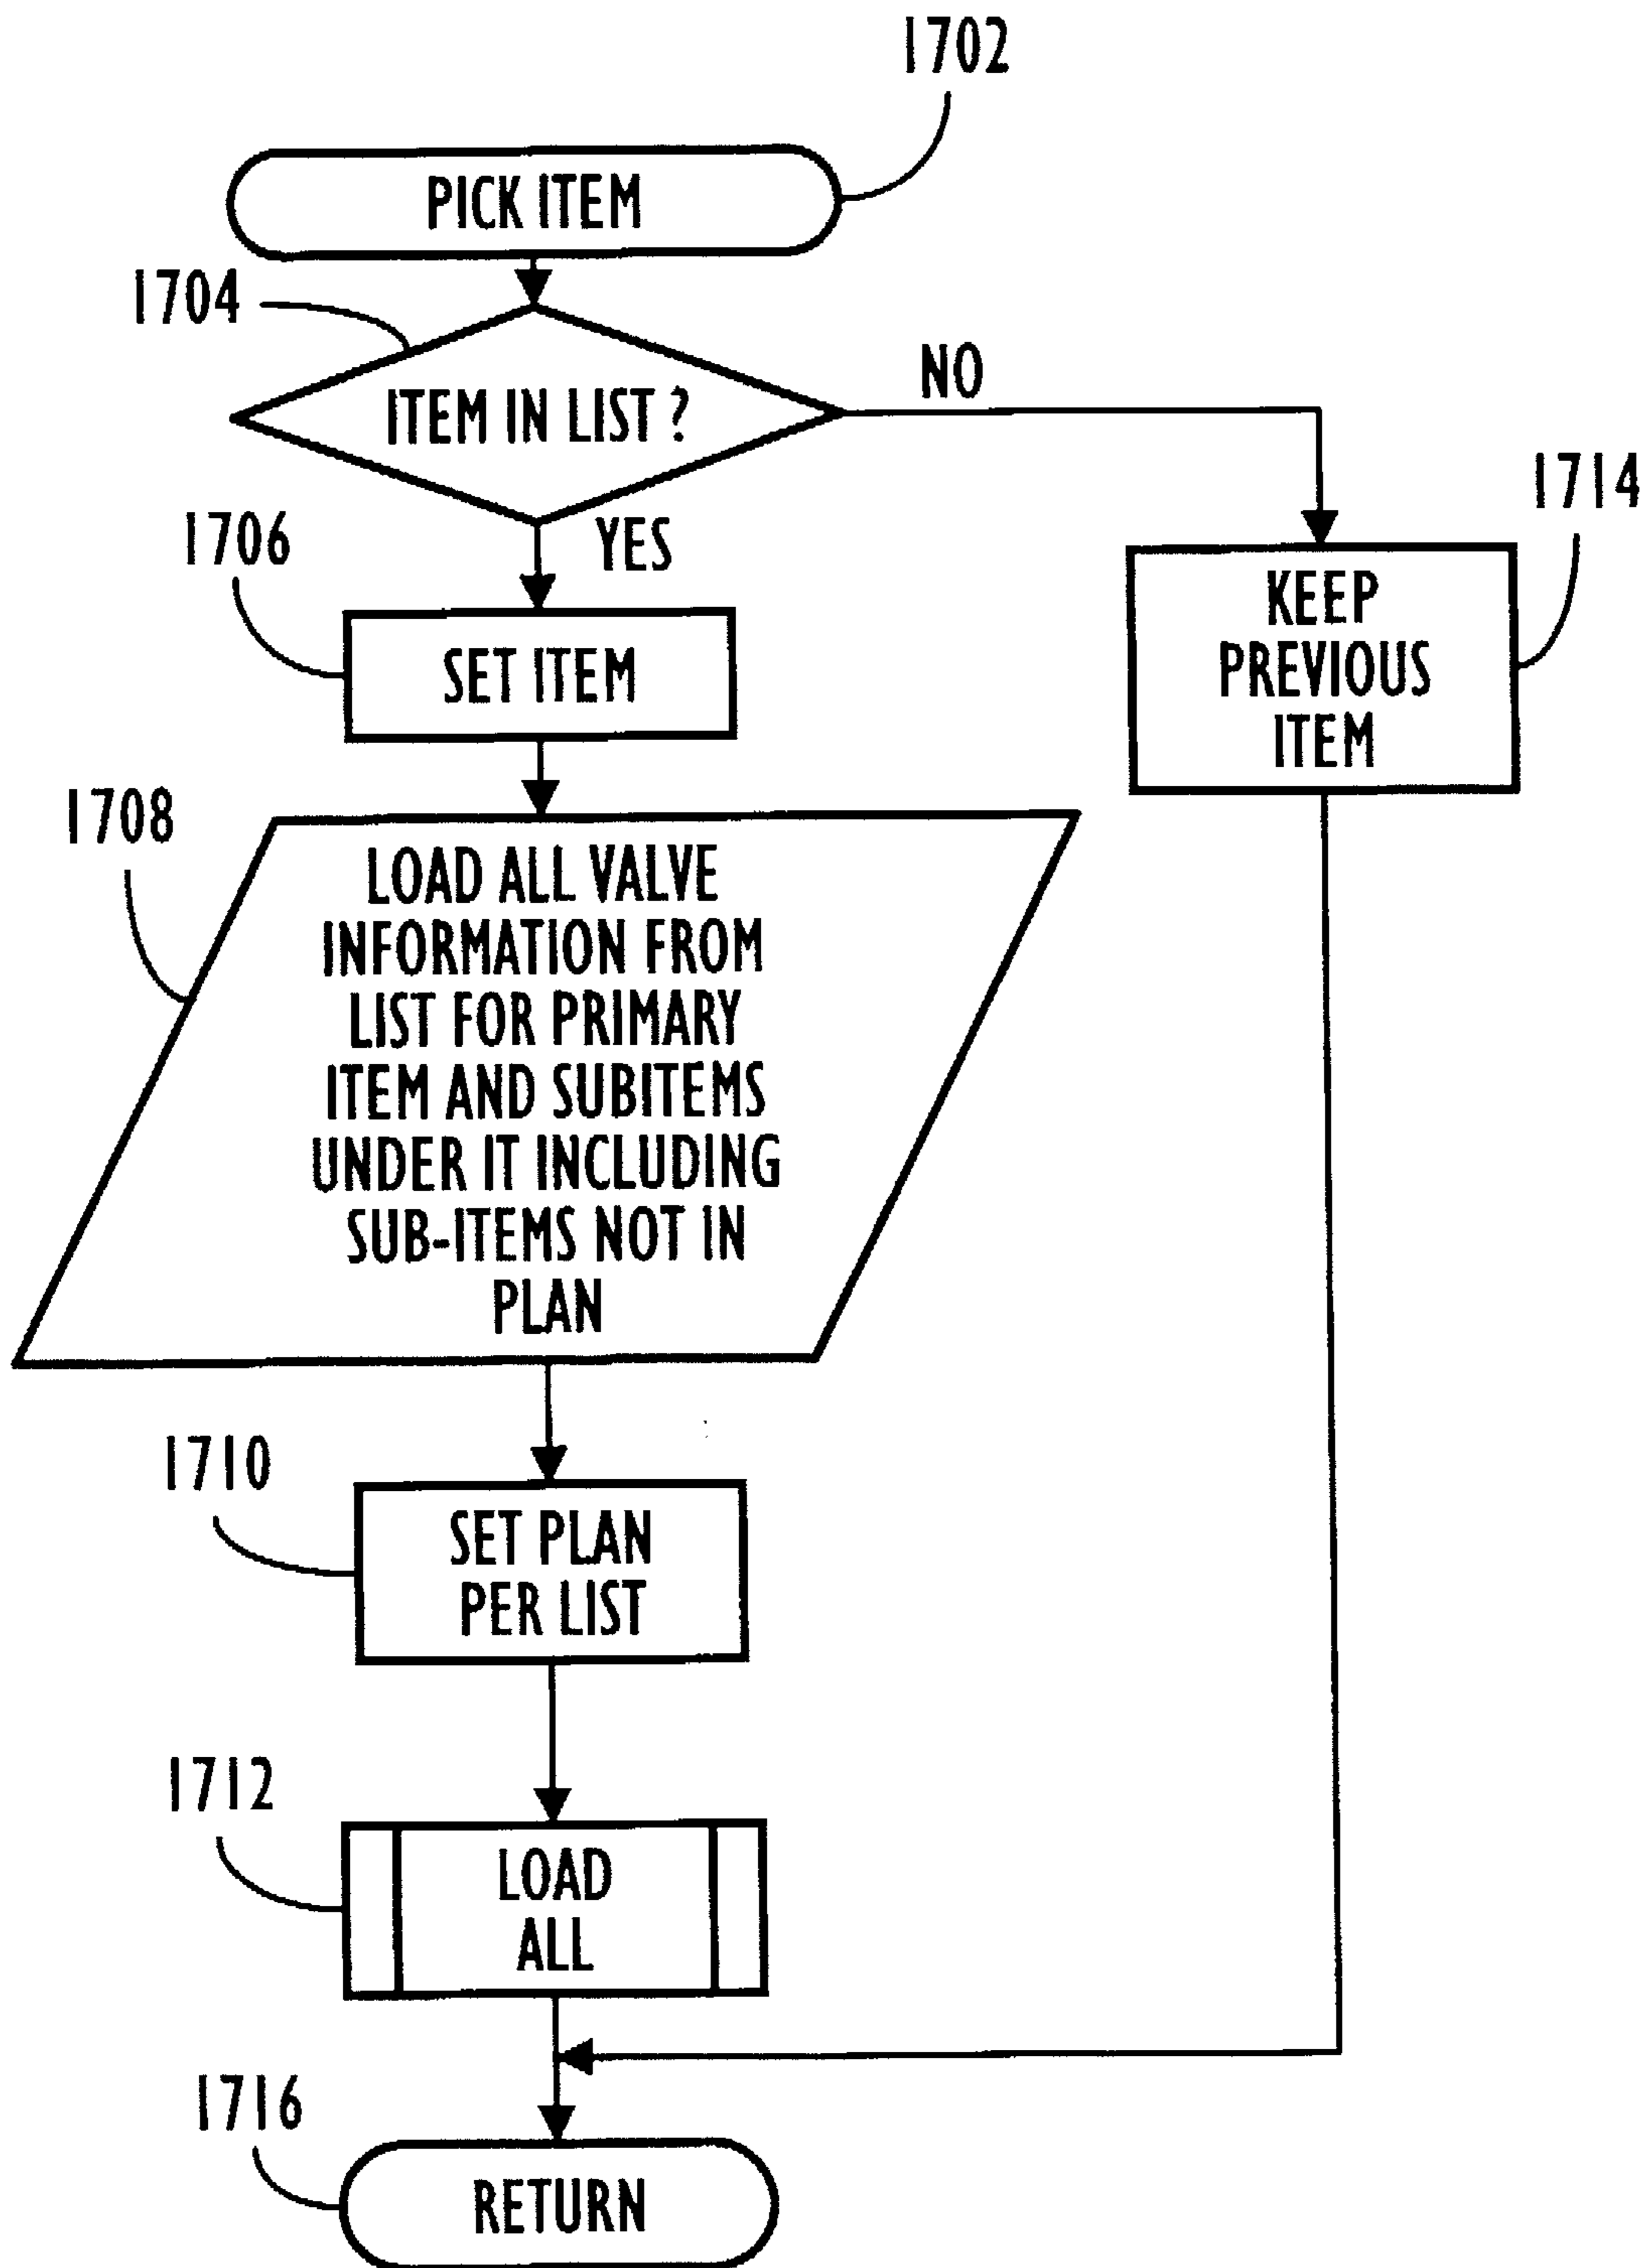 1702
PICK ITEM
1704
ITEM IN LIST ?
NO
YES
1706
SET ITEM
1714
KEEP
PREVIOUS
ITEM
1708
LOAD ALL VALVE
INFORMATION FROM
LIST FOR PRIMARY
ITEM AND SUBITEMS
UNDER IT INCLUDING
SUB-ITEMS NOT IN
PLAN
1710
SET PLAN
PER LIST
1712
LOAD
ALL
1716
RETURN